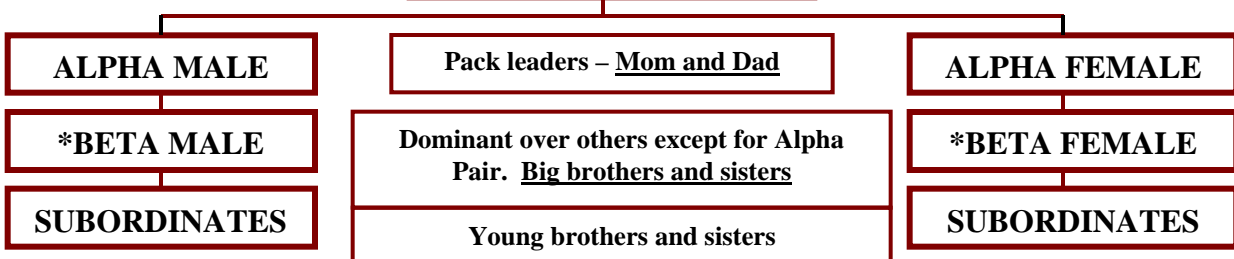 ALPHA MALE
Pack leaders – Mom and Dad
ALPHA FEMALE
*BETA MALE
Dominant over others except for Alpha
Pair. Big brothers and sisters
*BETA FEMALE
SUBORDINATES
Young brothers and sisters
SUBORDINATES